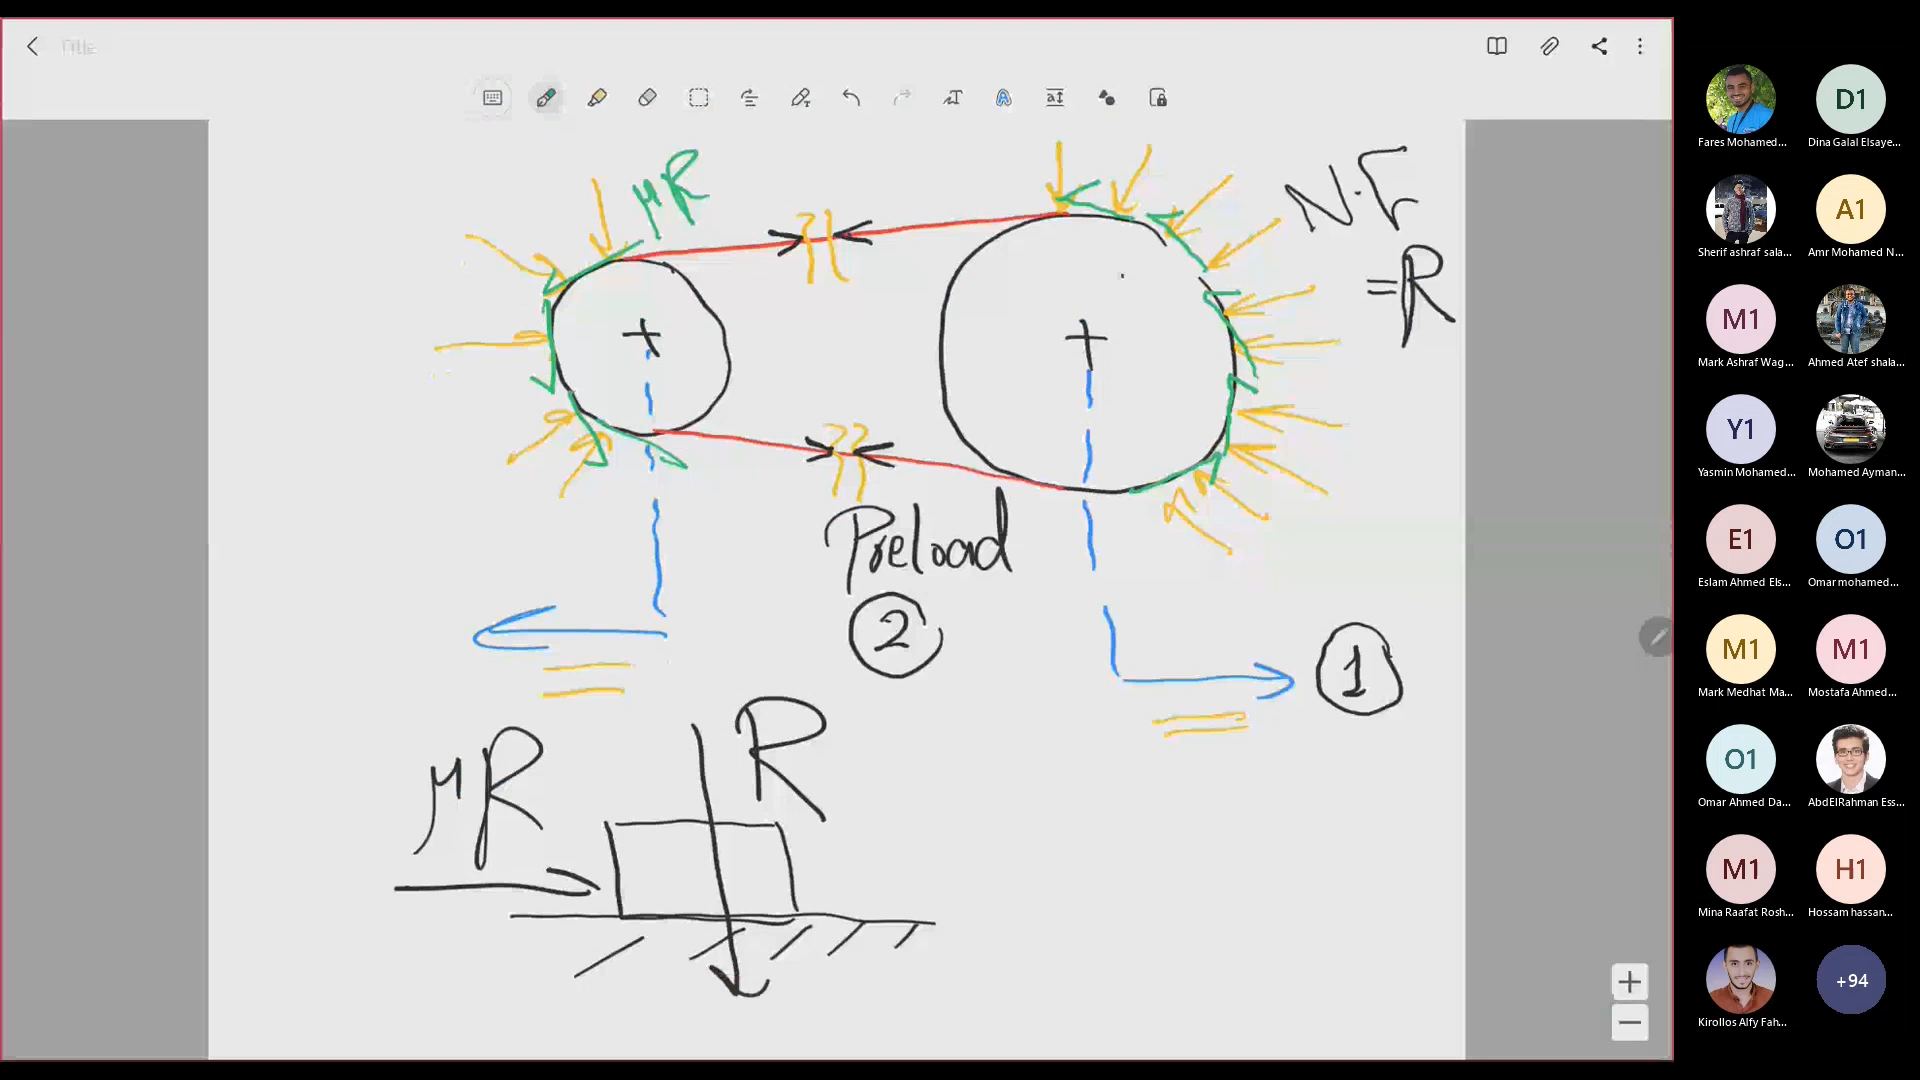 Title
μR
N.F
= R
Preload
2
1
μR
R
Fares Mohamed...
D1
Dina Galal Elsaye...
Sherif ashraf sala...
A1
Amr Mohamed N...
M1
Mark Ashraf Wag...
Ahmed Atef shala...
Y1
Yasmin Mohamed...
Mohamed Ayman...
E1
Eslam Ahmed Els...
O1
Omar mohamed...
M1
Mark Medhat Ma...
M1
Mostafa Ahmed...
O1
Omar Ahmed Da...
AbdElRahman Ess...
M1
Mina Raafat Rosh...
H1
Hossam hassan...
Kirollos Alfy Fah...
+94